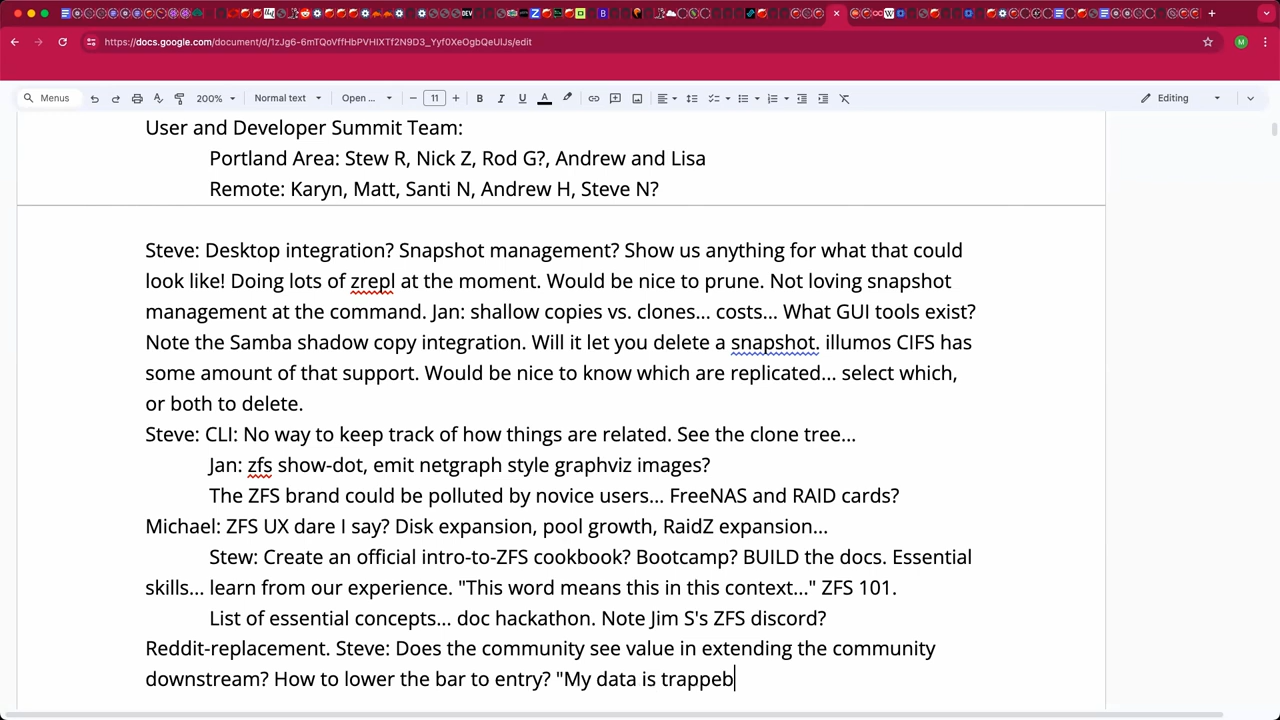 https://docs.google.com/document/d/1zJg6-6mTQoVffHbPVHIXTf2N9D3_Yyf0XeOgbQeUIJs/edit
M
Menus
200%
Normal text
Open ...
11
B
I
U
A
Editing
User and Developer Summit Team:
Portland Area: Stew R, Nick Z, Rod G?, Andrew and Lisa
Remote: Karyn, Matt, Santi N, Andrew H, Steve N?
Steve: Desktop integration? Snapshot management? Show us anything for what that could
look like! Doing lots of zrepl at the moment. Would be nice to prune. Not loving snapshot
management at the command. Jan: shallow copies vs. clones... costs... What GUI tools exist?
Note the Samba shadow copy integration. Will it let you delete a snapshot. illumos CIFS has
some amount of that support. Would be nice to know which are replicated... select which,
or both to delete.
Steve: CLI: No way to keep track of how things are related. See the clone tree...
Jan: zfs show-dot, emit netgraph style graphviz images?
The ZFS brand could be polluted by novice users... FreeNAS and RAID cards?
Michael: ZFS UX dare I say? Disk expansion, pool growth, RaidZ expansion...
Stew: Create an official intro-to-ZFS cookbook? Bootcamp? BUILD the docs. Essential
skills... learn from our experience. "This word means this in this context..." ZFS 101.
List of essential concepts... doc hackathon. Note Jim S's ZFS discord?
Reddit-replacement. Steve: Does the community see value in extending the community
downstream? How to lower the bar to entry? "My data is trappeb